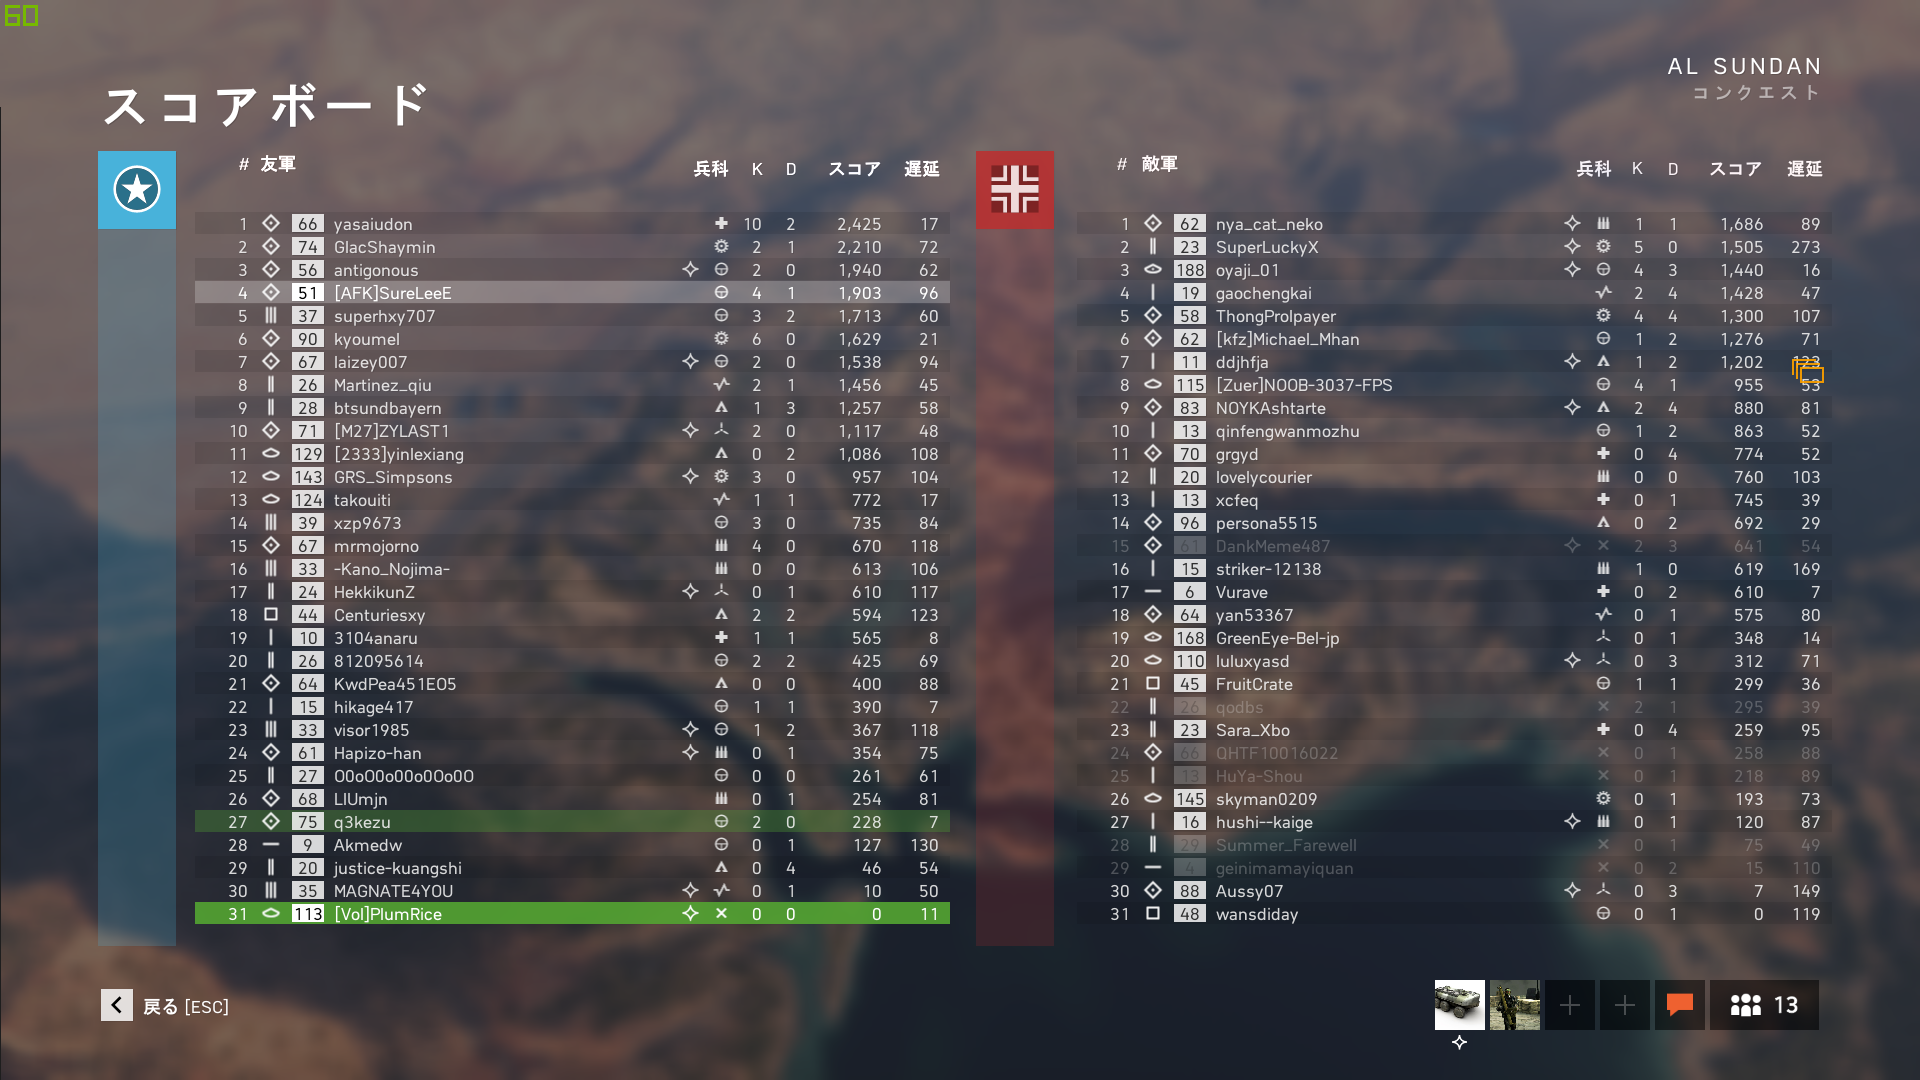 60
AL SUNDAN
コンクエスト
スコアボード
# 友軍 兵科 K D スコア 遅延
1 66 yasaiudon 10 2 2,425 17
2 74 GlacShaymin 2 1 2,210 72
3 56 antigonous 2 0 1,940 62
4 51 [AFK]SureLeeE 4 1 1,903 96
5 37 superhxy707 3 2 1,713 60
6 90 kyoumel 6 0 1,629 21
7 67 laizey007 2 0 1,538 94
8 26 Martinez_qiu 2 1 1,456 45
9 28 btsundbayern 1 3 1,257 58
10 71 [M27]ZYLAST1 2 0 1,117 48
11 129 [2333]yinlexiang 0 2 1,086 108
12 143 GRS_Simpsons 3 0 957 104
13 124 takouiti 1 1 772 17
14 39 xzp9673 3 0 735 84
15 67 mrmojorno 4 0 670 118
16 33 -Kano_Nojima- 0 0 613 106
17 24 HekkikunZ 0 1 610 117
18 44 Centuriesxy 2 2 594 123
19 10 3104anaru 1 1 565 8
20 26 812095614 2 2 425 69
21 64 KwdPea451EO5 0 0 400 88
22 15 hikage417 1 1 390 7
23 33 visor1985 1 2 367 118
24 61 Hapizo-han 0 1 354 75
25 27 O0oO0o0Oo0Oo0O 0 0 261 61
26 68 LIUmjn 0 1 254 81
27 75 q3kezu 2 0 228 7
28 9 Akmedw 0 1 127 130
29 20 justice-kuangshi 0 4 46 54
30 35 MAGNATE4YOU 0 1 10 50
31 113 [Vol]PlumRice 0 0 0 11
# 敵軍 兵科 K D スコア 遅延
1 62 nya_cat_neko 1 1 1,686 89
2 23 SuperLuckyX 5 0 1,505 273
3 188 oyaji_01 4 3 1,440 16
4 19 gaochengkai 2 4 1,428 47
5 58 ThongProlpayer 4 4 1,300 107
6 62 [kfz]Michael_Mhan 1 2 1,276 71
7 11 ddjhfja 1 2 1,202
8 115 [Zuer]NOOB-3037-FPS 4 1 955 53
9 83 NOYKAshtarte 2 4 880 81
10 13 qinfengwanmozhu 1 2 863 52
11 70 grgyd 0 4 774 52
12 20 lovelycourier 0 0 760 103
13 13 xcfeq 0 1 745 39
14 96 persona5515 0 2 692 29
15 61 DankMeme487 2 3 641 54
16 15 striker-12138 1 0 619 169
17 6 Vurave 0 2 610 7
18 64 yan53367 0 1 575 80
19 168 GreenEye-Bel-jp 0 1 348 14
20 110 luluxyasd 0 3 312 71
21 45 FruitCrate 1 1 299 36
22 26 qodbs 2 1 295 39
23 23 Sara_Xbo 0 4 259 95
24 66 QHTF10016022 0 1 258 88
25 13 HuYa-Shou 0 1 218 89
26 145 skyman0209 0 1 193 73
27 16 hushi--kaige 0 1 120 87
28 29 Summer_Farewell 0 1 75 49
29 4 geinimamayiquan 0 2 15 110
30 88 Aussy07 0 3 7 149
31 48 wansdiday 0 1 0 119
戻る [ESC]
13